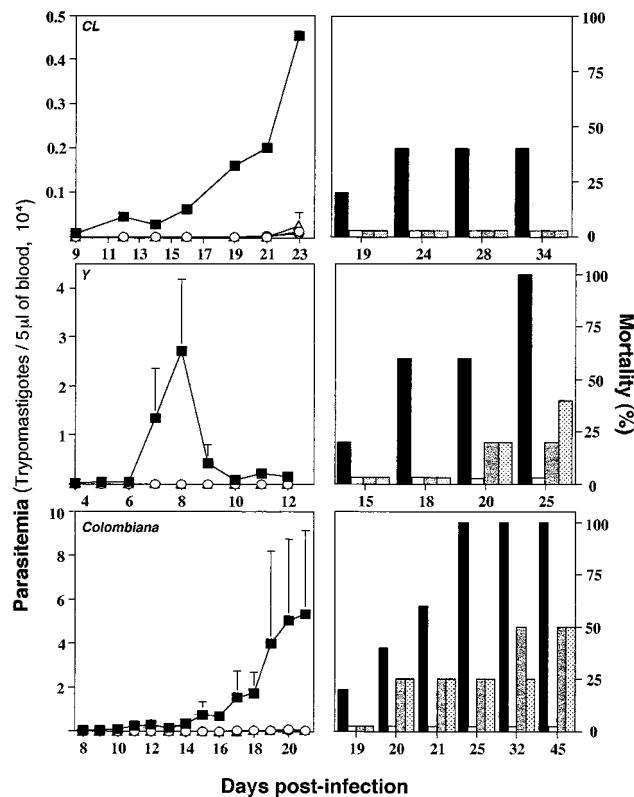 CL
0.5
0.4
0.3
0.2
0.1
9 11 13 15 17 19 21 23
100
75
50
25
0
19 24 28 34
Y
4
3
2
1
4 6 8 10 12
100
75
50
25
0
15 18 20 25
Colombiana
10
8
6
4
2
8 10 12 14 16 18 20
100
75
50
25
0
19 20 21 25 32 45
Parasitemia (Trypomastigotes / 5µl of blood, 10⁴)
Mortality (%)
Days post-infection